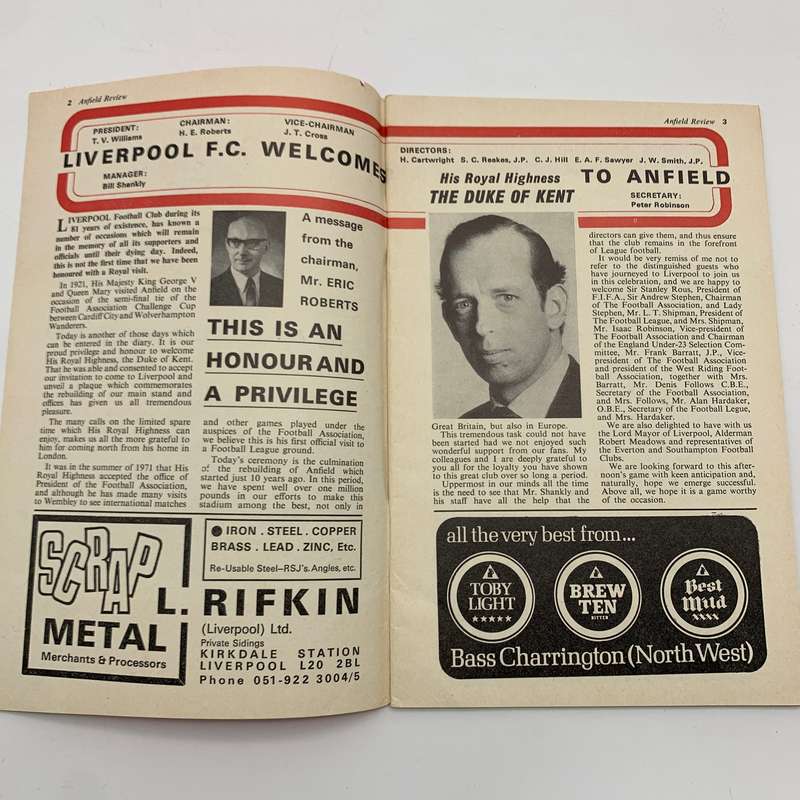 2 Anfield Review
PRESIDENT:
T. V. Williams
CHAIRMAN:
H. E. Roberts
VICE-CHAIRMAN
J. T. Cross
LIVERPOOL F.C. WELCOMES
MANAGER:
Bill Shankly
LIVERPOOL Football Club during its
81 years of existence, has known a
number of occasions which will remain
in the memory of all its supporters and
officials until their dying day. Indeed,
this is not the first time that we have been
honoured with a Royal visit.
In 1921, His Majesty King George V
and Queen Mary visited Anfield on the
occasion of the semi-final tie of the
Football Association Challenge Cup
between Cardiff City and Wolverhampton
Wanderers.
Today is another of those days which
can be entered in the diary. It is our
proud privilege and honour to welcome
His Royal Highness, the Duke of Kent.
That he was able and consented to accept
our invitation to come to Liverpool and
unveil a plaque which commemorates
the rebuilding of our main stand and
offices has given us all tremendous
pleasure.
The many calls on the limited spare
time which His Royal Highness can
enjoy, makes us all the more grateful to
him for coming north from his home in
London.
It was in the summer of 1971 that His
Royal Highness accepted the office of
President of the Football Association,
and although he has made many visits
to Wembley to see international matches
A message
from the
chairman,
Mr. ERIC
ROBERTS
THIS IS AN
HONOUR AND
A PRIVILEGE
and other games played under the
auspices of the Football Association,
we believe this is his first official visit to
a Football League ground.
Today's ceremony is the culmination
of the rebuilding of Anfield which
started just 10 years ago. In this period,
we have spent well over one million
pounds in our efforts to make this
stadium among the best, not only in
SCRAP
METAL
Merchants & Processors
IRON . STEEL . COPPER
BRASS . LEAD . ZINC, Etc.
Re-Usable Steel—RSJ's. Angles, etc.
L. RIFKIN
(Liverpool) Ltd.
Private Sidings
KIRKDALE STATION
LIVERPOOL L20 2BL
Phone 051-922 3004/5
Anfield Review 3
DIRECTORS:
H. Cartwright S. C. Reakes, J.P. C. J. Hill E. A. F. Sawyer J. W. Smith, J.P.
His Royal Highness
THE DUKE OF KENT
TO ANFIELD
SECRETARY:
Peter Robinson
Great Britain, but also in Europe.
This tremendous task could not have
been started had we not enjoyed such
wonderful support from our fans. My
colleagues and I are deeply grateful to
you all for the loyalty you have shown
to this great club over so long a period.
Uppermost in our minds all the time
is the need to see that Mr. Shankly and
his staff have all the help that the
directors can give them, and thus ensure
that the club remains in the forefront
of League football.
It would be very remiss of me not to
refer to the distinguished guests who
have journeyed to Liverpool to join us
in this celebration, and we are happy to
welcome Sir Stanley Rous, President of
F.I.F.A., Sir Andrew Stephen, Chairman
of The Football Association, and Lady
Stephen, Mr. L. T. Shipman, President of
The Football League, and Mrs. Shipman,
Mr. Isaac Robinson, Vice-president of
The Football Association and Chairman
of the England Under-23 Selection Com-
mittee, Mr. Frank Barratt, J.P., Vice-
president of The Football Association
and president of the West Riding Foot-
ball Association, together with Mrs.
Barratt, Mr. Denis Follows C.B.E.,
Secretary of the Football Association,
and Mrs. Follows, Mr. Alan Hardaker,
O.B.E., Secretary of the Football Legue,
and Mrs. Hardaker.
We are also delighted to have with us
the Lord Mayor of Liverpool, Alderman
Robert Meadows and representatives of
the Everton and Southampton Football
Clubs.
We are looking forward to this after-
noon's game with keen anticipation and,
naturally, hope we emerge successful.
Above all, we hope it is a game worthy
of the occasion.
all the very best from...
TOBY
LIGHT
BREW
TEN
BITTER
Best
Mild
XXXX
Bass Charrington (North West)